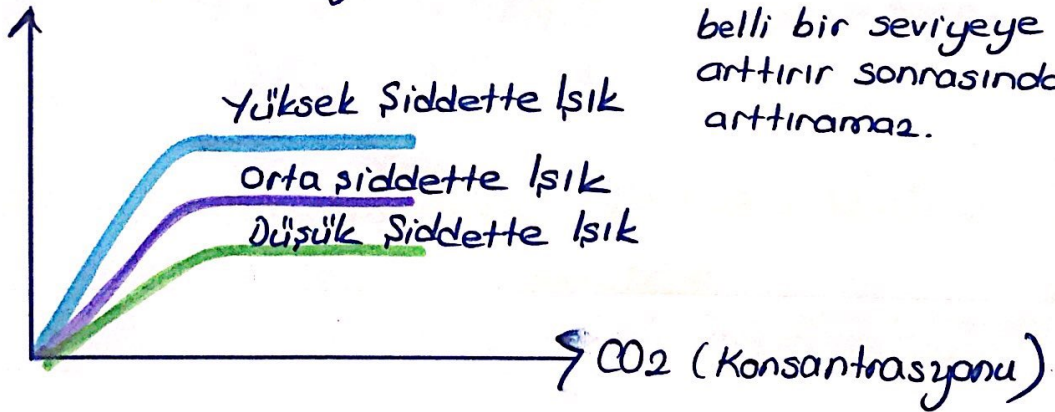 belli bir seviyeye
arttırır sonrasında
arttıramaz.
Yüksek Şiddette Işık
Orta şiddette Işık
Düşük Şiddette Işık
CO2 (Konsantrasyonu)